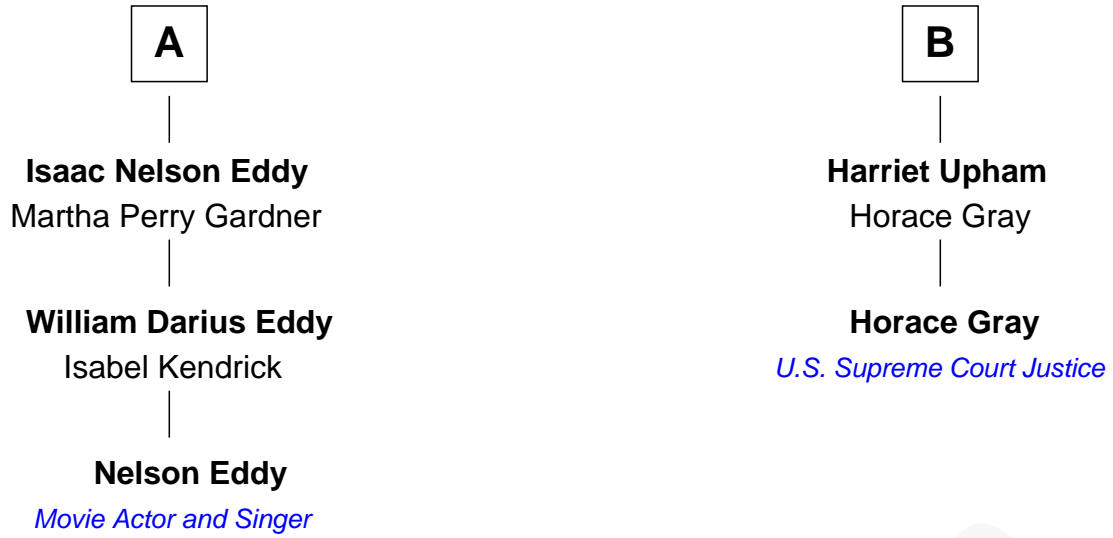 A
Isaac Nelson Eddy
Martha Perry Gardner
William Darius Eddy
Isabel Kendrick
Nelson Eddy
Movie Actor and Singer
B
Harriet Upham
Horace Gray
Horace Gray
U.S. Supreme Court Justice